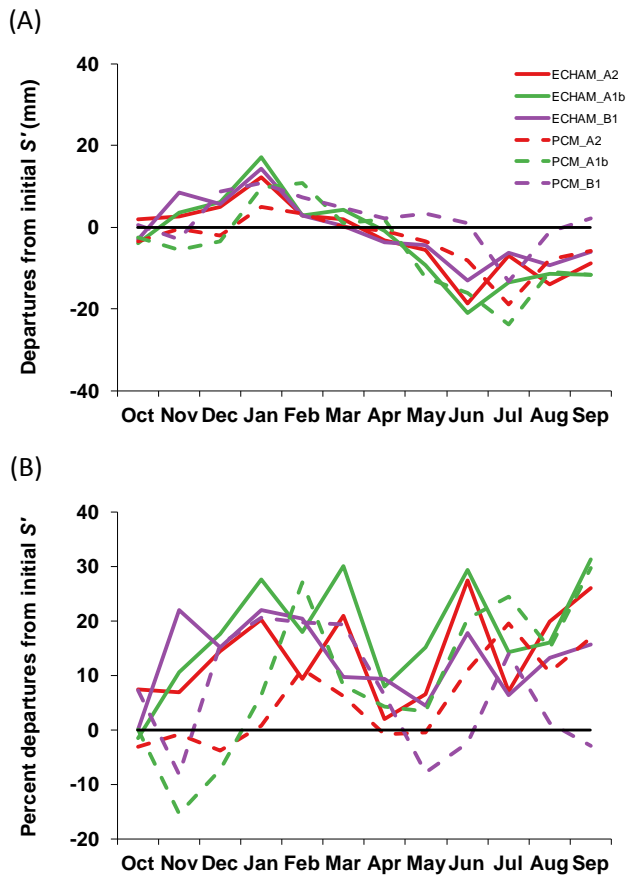 (A)
Departures from initial S' (mm)
40
20
0
-20
-40
Oct Nov Dec Jan Feb Mar Apr May Jun Jul Aug Sep
ECHAM_A2
ECHAM_A1b
ECHAM_B1
PCM_A2
PCM_A1b
PCM_B1
(B)
Percent departures from initial S'
40
30
20
10
0
-10
-20
Oct Nov Dec Jan Feb Mar Apr May Jun Jul Aug Sep